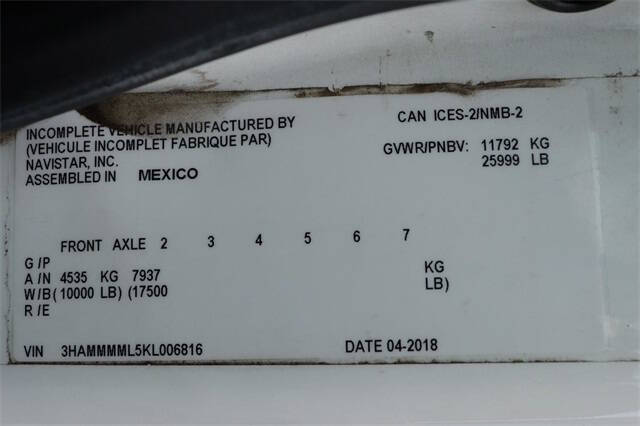 INCOMPLETE VEHICLE MANUFACTURED BY
(VEHICULE INCOMPLET FABRIQUE PAR)
NAVISTAR, INC.
ASSEMBLED IN MEXICO
CAN ICES-2/NMB-2
GVWR/PNBV: 11792 KG
25999 LB
FRONT AXLE 2 3 4 5 6 7
G/P
A/N 4535 KG 7937 KG
W/B (10000 LB) (17500 LB)
R/E
VIN 3HAMMMML5KL006816 DATE 04-2018